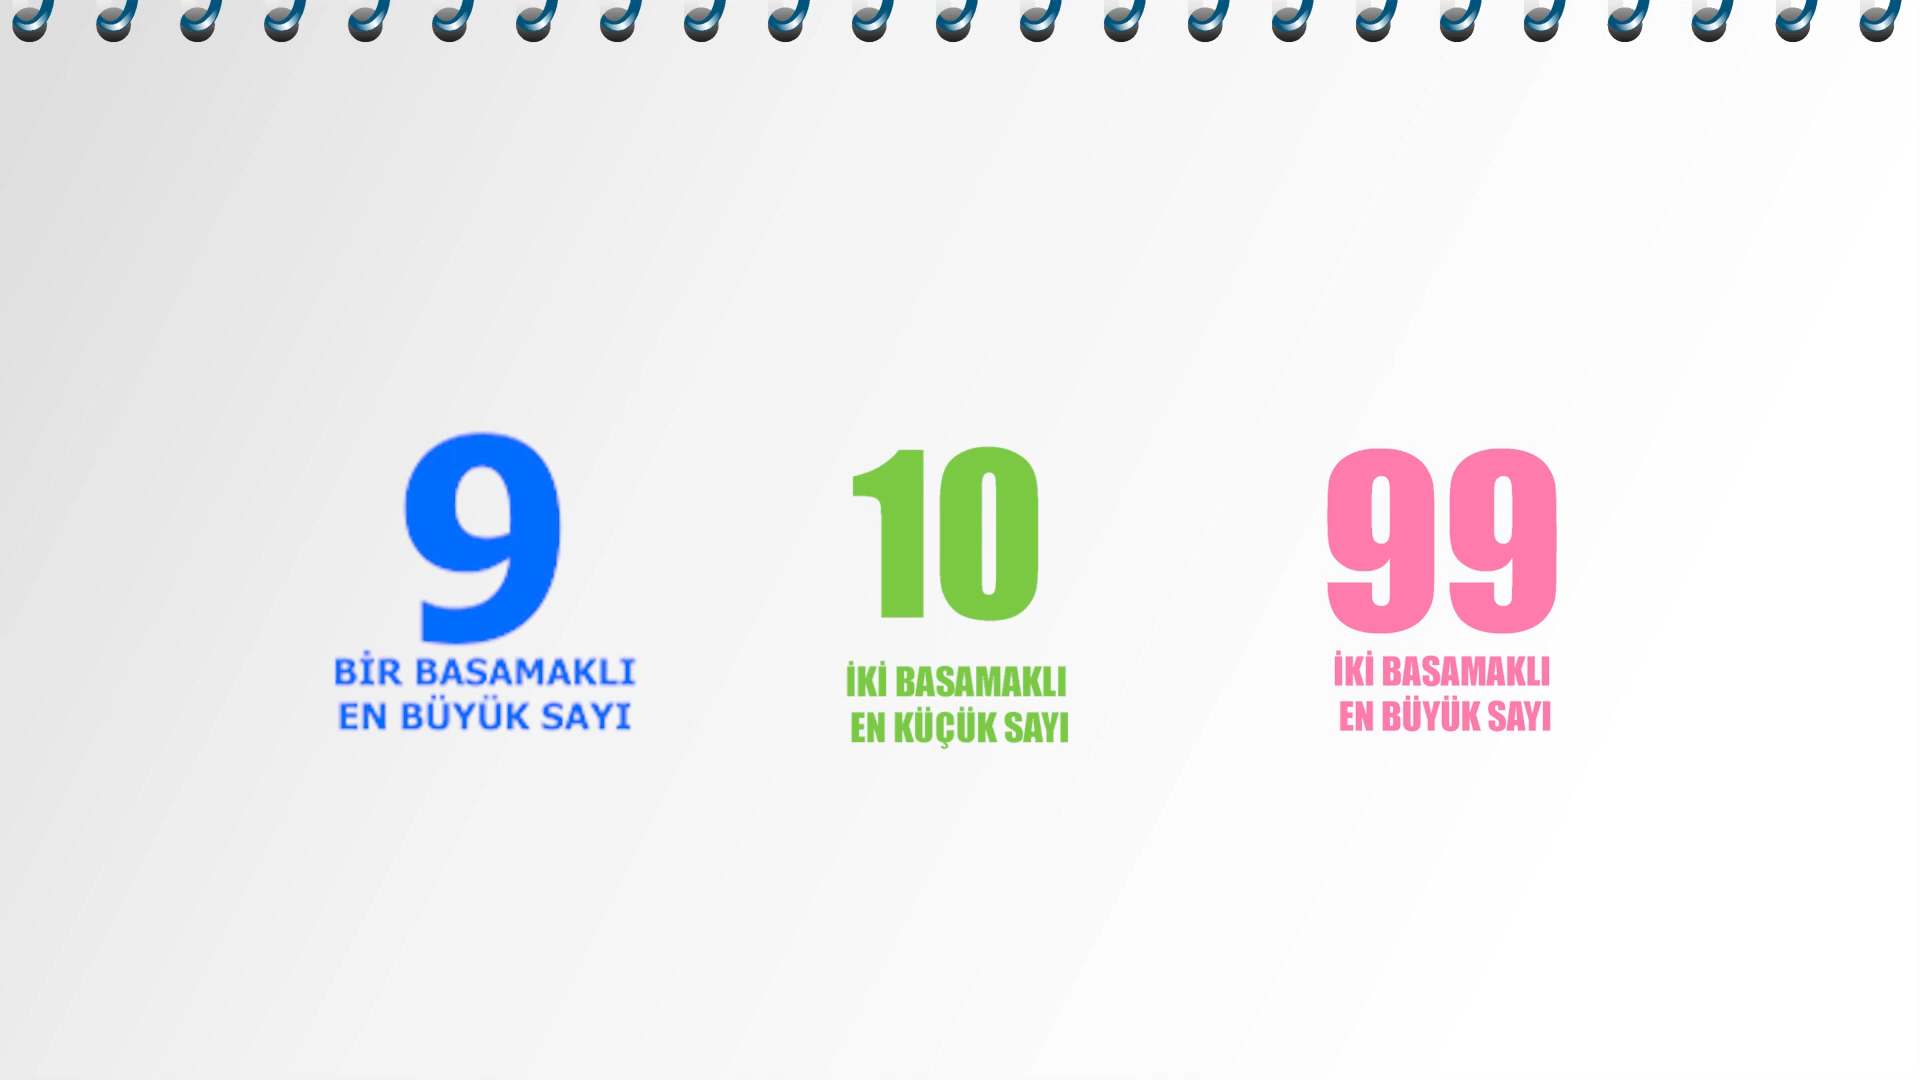 9
BİR BASAMAKLI
EN BÜYÜK SAYI
10
İKİ BASAMAKLI
EN KÜÇÜK SAYI
99
İKİ BASAMAKLI
EN BÜYÜK SAYI